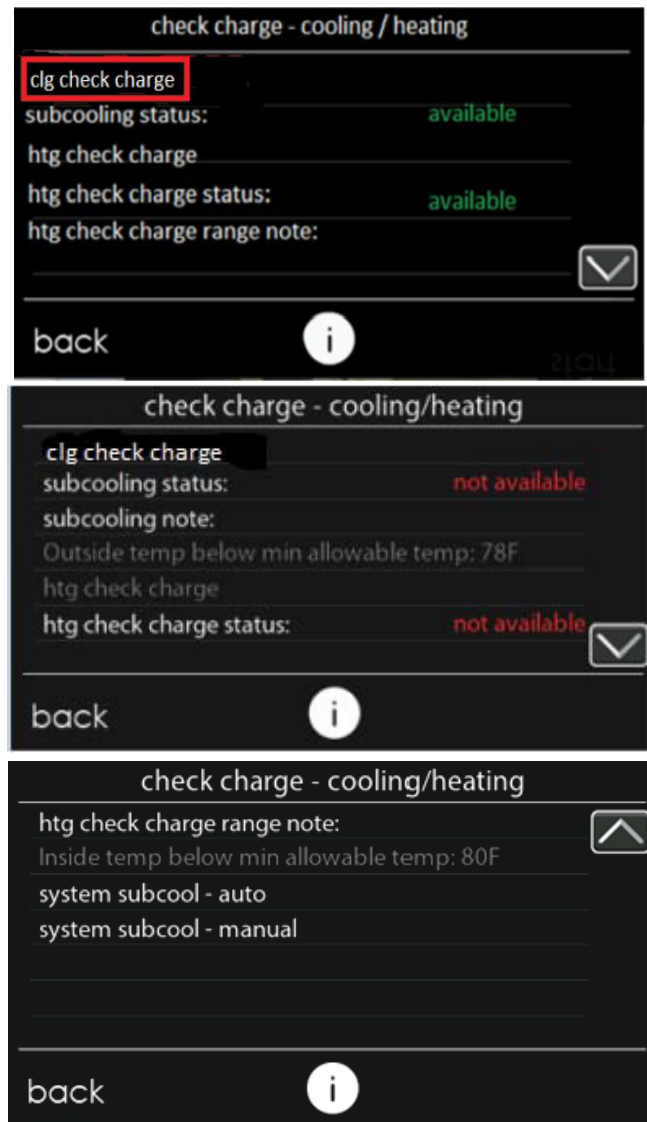 check charge - cooling / heating
clg check charge
subcooling status: available
htg check charge
htg check charge status: available
htg check charge range note:
back i start
check charge - cooling/heating
clg check charge
subcooling status: not available
subcooling note:
Outside temp below min allowable temp: 78F
htg check charge
htg check charge status: not available
back i
check charge - cooling/heating
htg check charge range note:
Inside temp below min allowable temp: 80F
system subcool - auto
system subcool - manual
back i